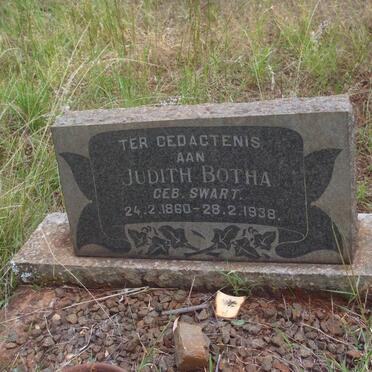 TER GEDACTENIS
AAN
JUDITH BOTHA
GEB. SWART.
24.2.1860-28.2.1938.